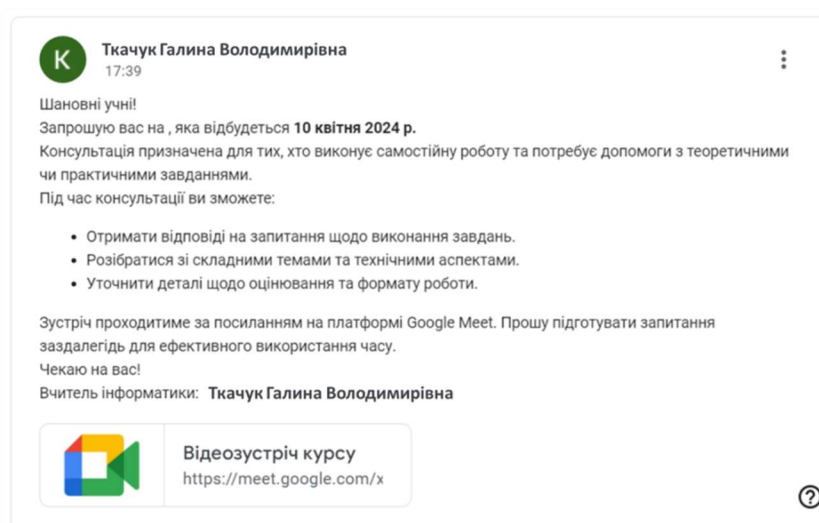 К
Ткачук Галина Володимирівна
17:39
Шановні учні!
Запрошую вас на , яка відбудеться 10 квітня 2024 р.
Консультація призначена для тих, хто виконує самостійну роботу та потребує допомоги з теоретичними
чи практичними завданнями.
Під час консультації ви зможете:
• Отримати відповіді на запитання щодо виконання завдань.
• Розібратися зі складними темами та технічними аспектами.
• Уточнити деталі щодо оцінювання та формату роботи.
Зустріч проходитиме за посиланням на платформі Google Meet. Прошу підготувати запитання
заздалегідь для ефективного використання часу.
Чекаю на вас!
Вчитель інформатики: Ткачук Галина Володимирівна
Відеозустріч курсу
https://meet.google.com/x